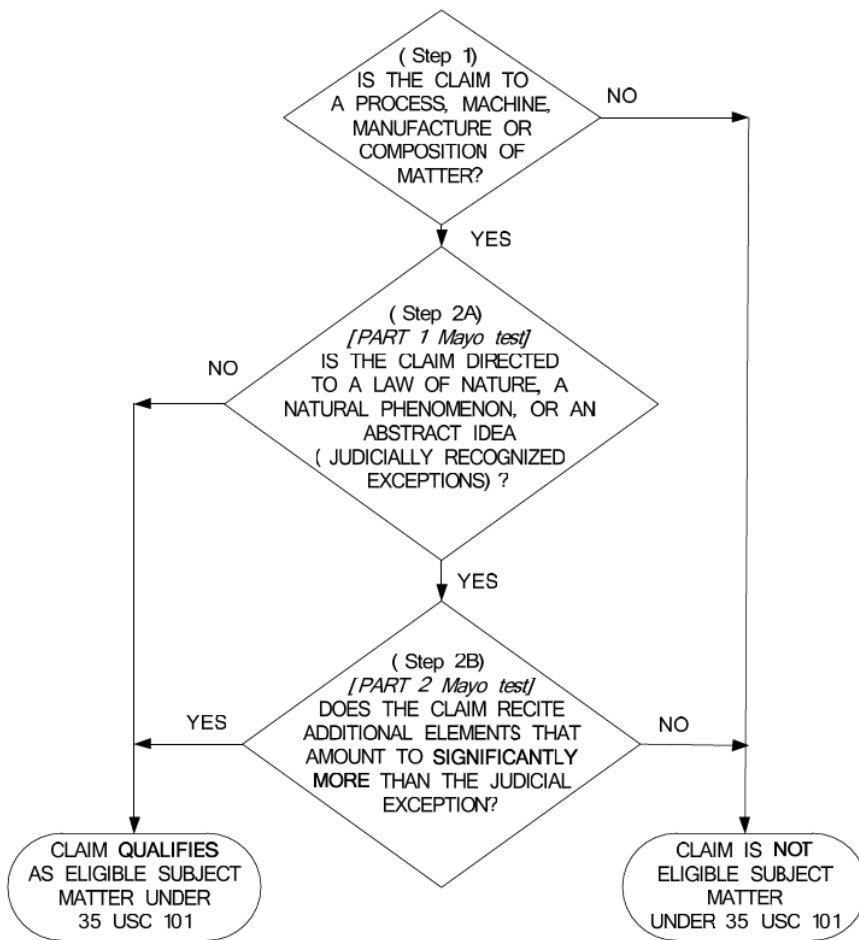 ( Step 1)
IS THE CLAIM TO
A PROCESS, MACHINE,
MANUFACTURE OR
COMPOSITION OF
MATTER?
NO
YES
( Step 2A)
[PART 1 Mayo test]
IS THE CLAIM DIRECTED
TO A LAW OF NATURE, A
NATURAL PHENOMENON, OR AN
ABSTRACT IDEA
( JUDICIALLY RECOGNIZED
EXCEPTIONS) ?
NO
YES
( Step 2B)
[PART 2 Mayo test]
DOES THE CLAIM RECITE
ADDITIONAL ELEMENTS THAT
AMOUNT TO SIGNIFICANTLY
MORE THAN THE JUDICIAL
EXCEPTION?
YES
NO
CLAIM QUALIFIES
AS ELIGIBLE SUBJECT
MATTER UNDER
35 USC 101
CLAIM IS NOT
ELIGIBLE SUBJECT
MATTER
UNDER 35 USC 101